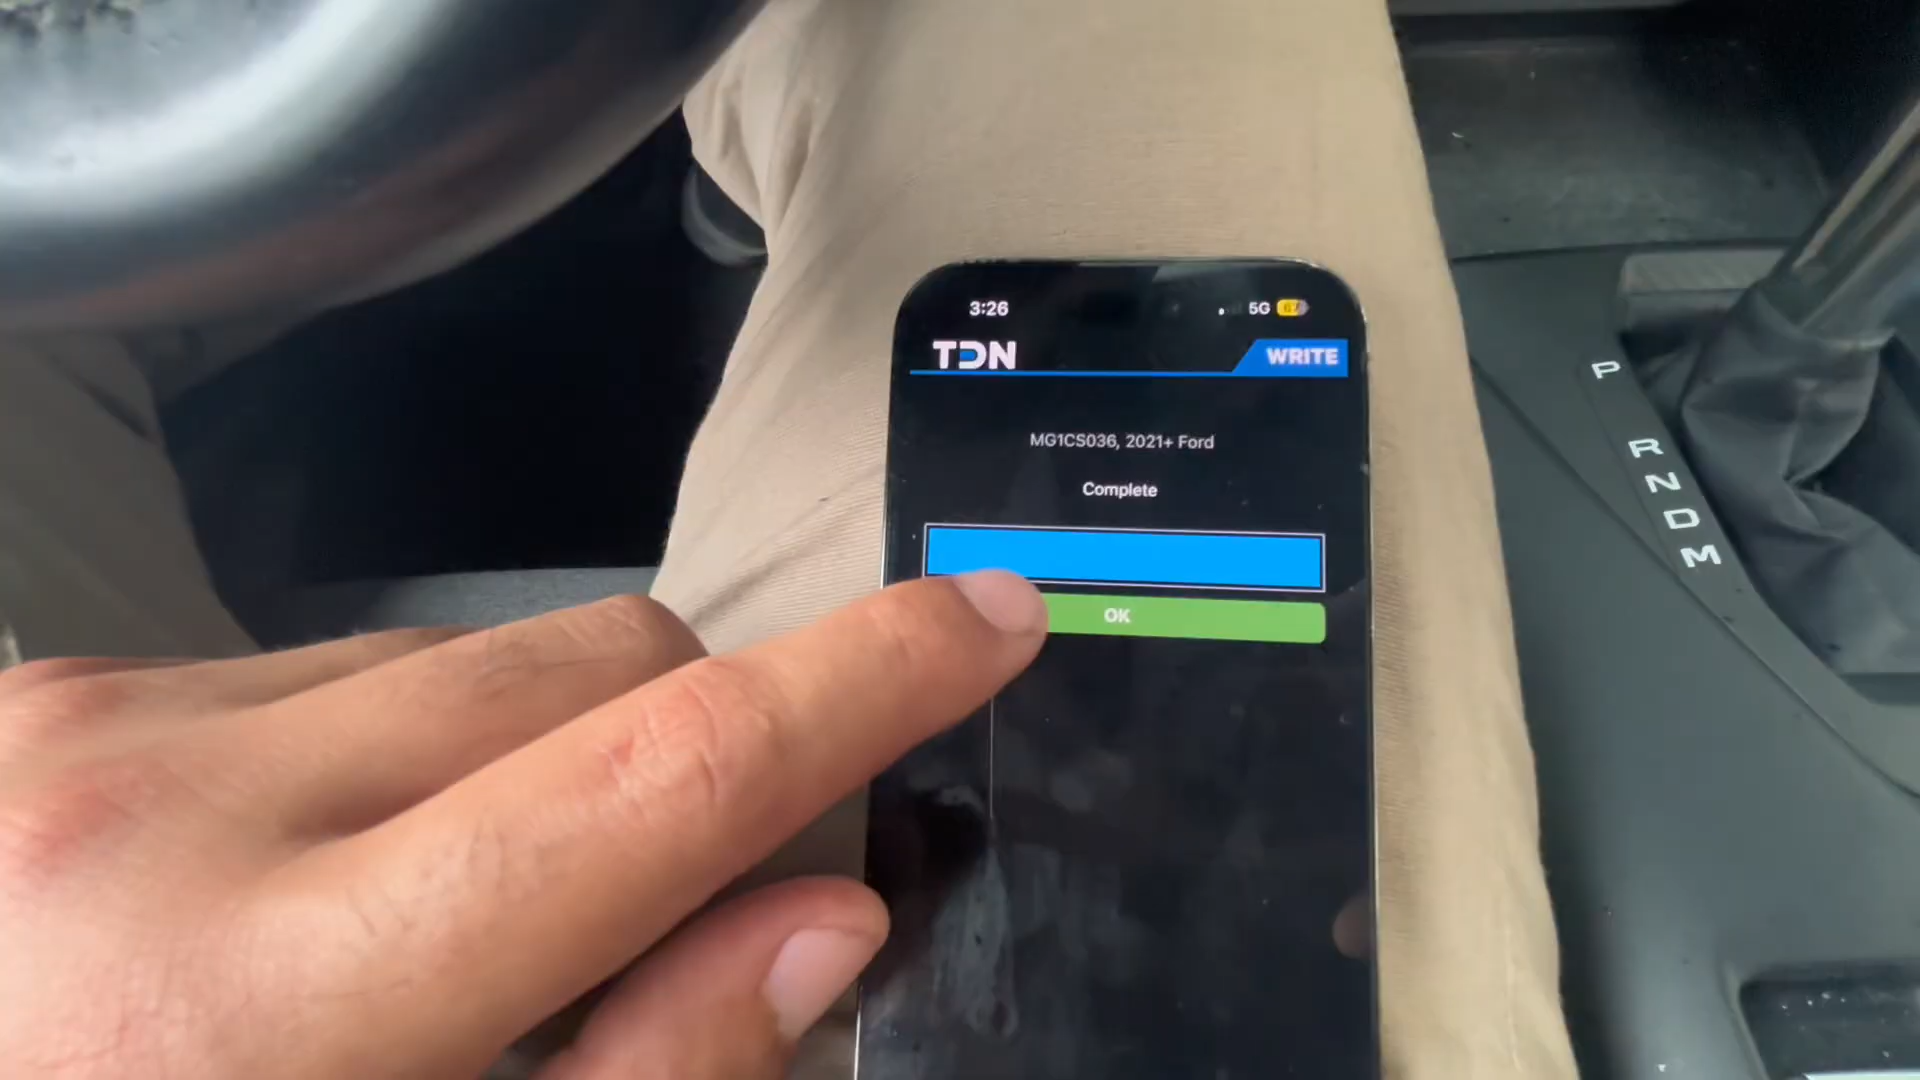 3:26
5G
TDN
WRITE
MG1CS036, 2021+ Ford
Complete
OK
P
R
N
D
M